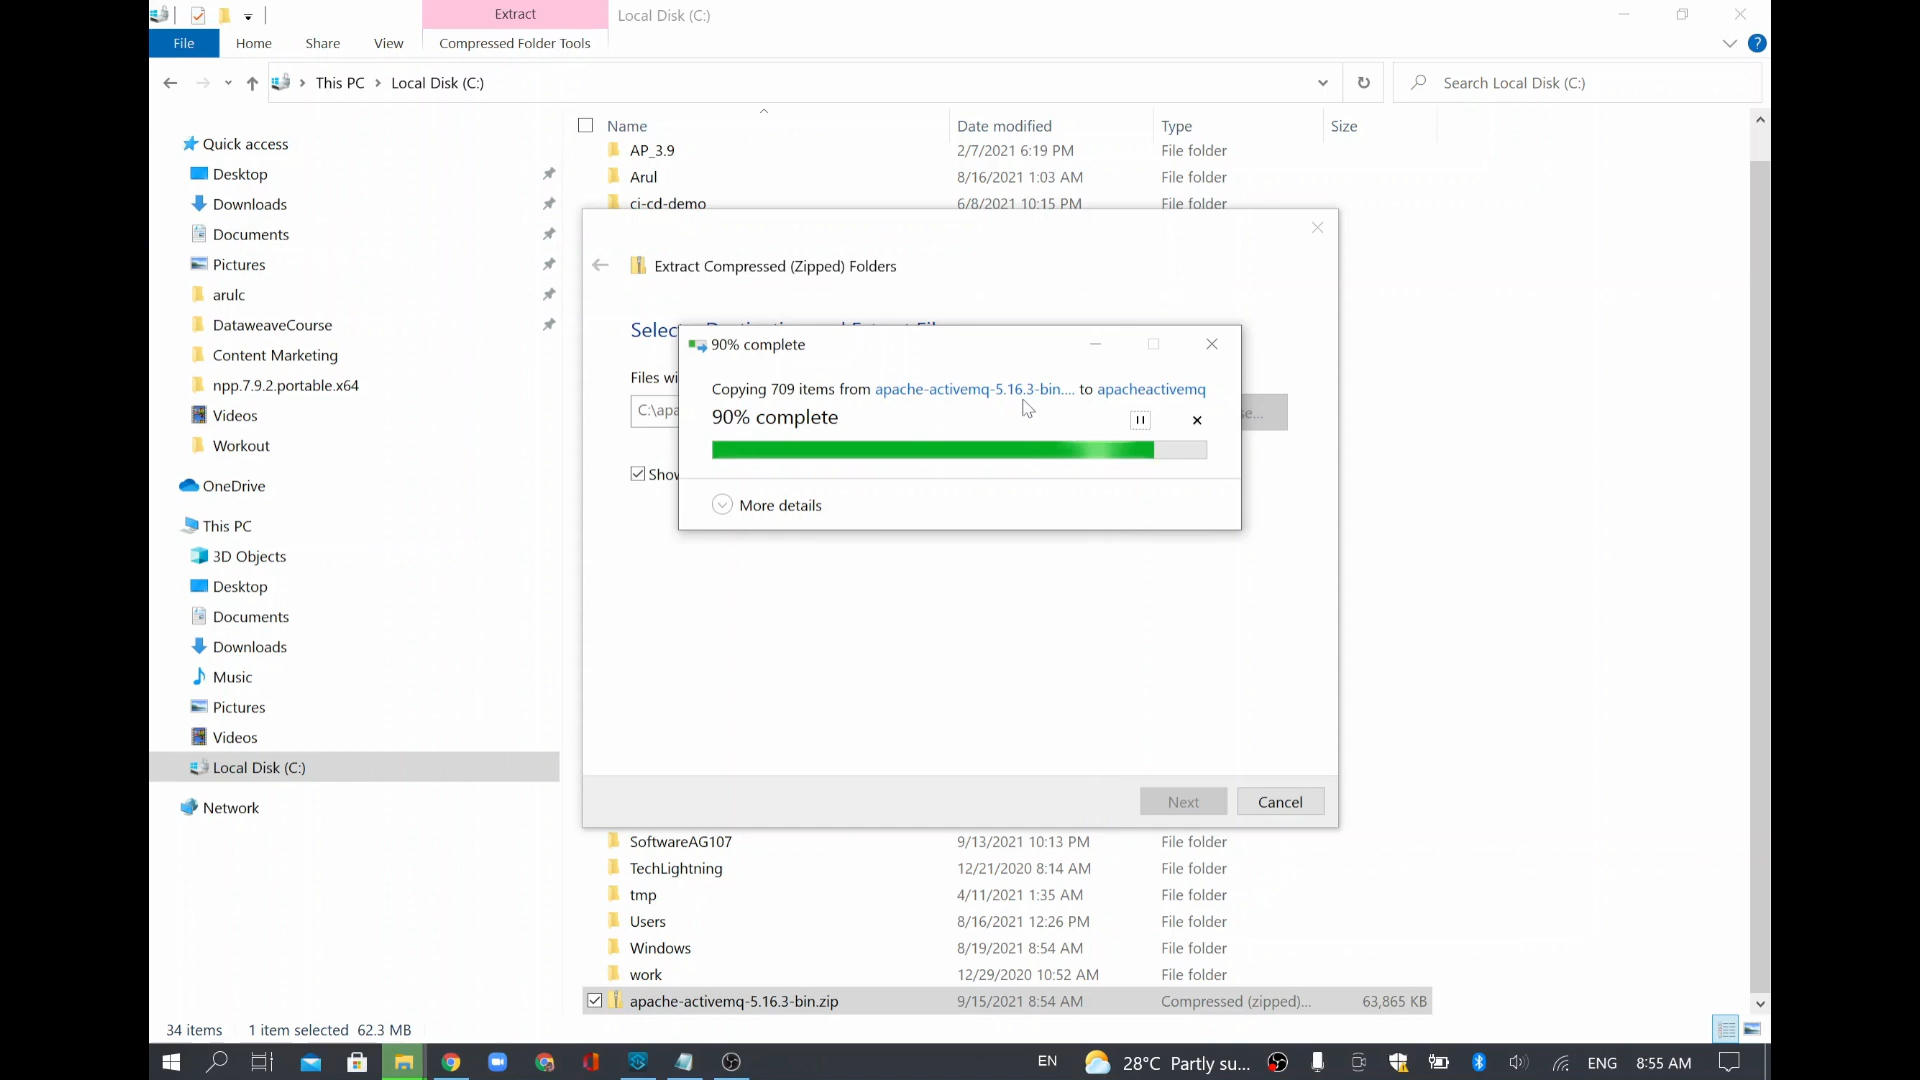 Extract
Local Disk (C:)
File
Home
Share
View
Compressed Folder Tools
?
This PC
Local Disk (C:)
Search Local Disk (C:)
Name
Date modified
Type
Size
AP_3.9 2/7/2021 6:19 PM File folder
Arul 8/16/2021 1:03 AM File folder
ci-cd-demo 6/8/2021 10:15 PM File folder
Quick access
Desktop
Downloads
Documents
Pictures
arulc
DataweaveCourse
Content Marketing
npp.7.9.2.portable.x64
Videos
Workout
OneDrive
This PC
3D Objects
Desktop
Documents
Downloads
Music
Pictures
Videos
Local Disk (C:)
Network
Extract Compressed (Zipped) Folders
Files wi
C:\apa
Show
90% complete
Copying 709 items from apache-activemq-5.16.3-bin.... to apacheactivemq
90% complete
More details
Next
Cancel
SoftwareAG107 9/13/2021 10:13 PM File folder
TechLightning 12/21/2020 8:14 AM File folder
tmp 4/11/2021 1:35 AM File folder
Users 8/16/2021 12:26 PM File folder
Windows 8/19/2021 8:54 AM File folder
work 12/29/2020 10:52 AM File folder
apache-activemq-5.16.3-bin.zip 9/15/2021 8:54 AM Compressed (zipped)... 63,865 KB
34 items 1 item selected 62.3 MB
EN 28°C Partly su... ENG 8:55 AM